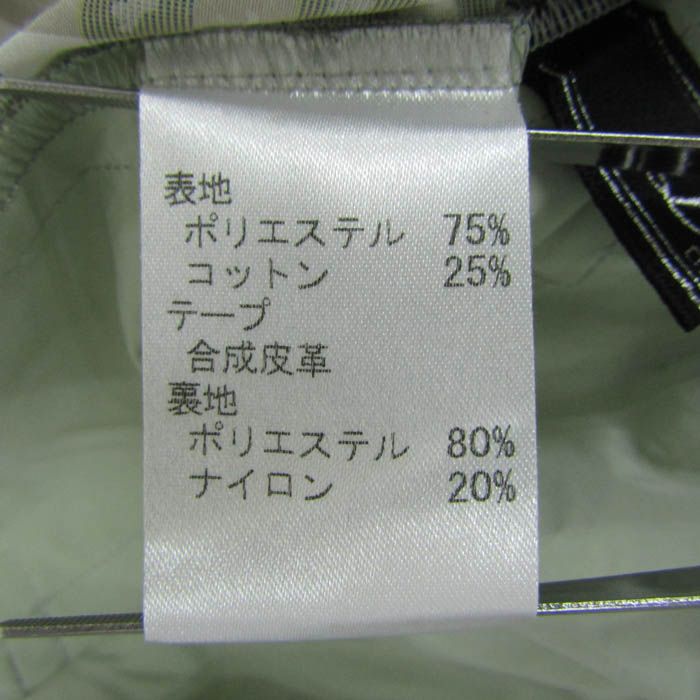 表地
ポリエステル 75%
コットン 25%
テープ
合成皮革
裏地
ポリエステル 80%
ナイロン 20%